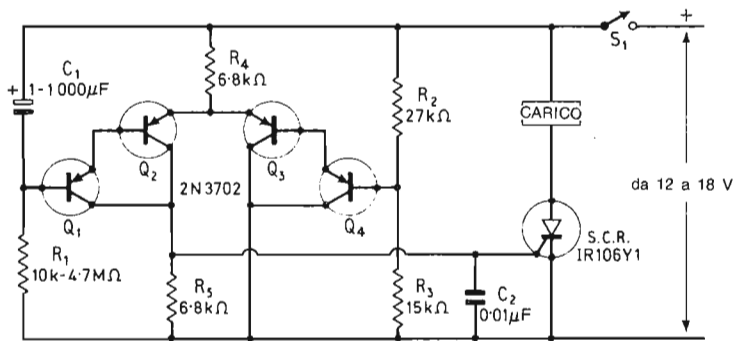 C1
1-1000µF
+
R4
6.8kΩ
R2
27kΩ
S1
+
CARICO
da 12 a 18 V
Q2
Q3
2N3702
Q1
Q4
R1
10k-4.7MΩ
R5
6.8kΩ
R3
15kΩ
C2
0.01µF
S.C.R.
IR106Y1